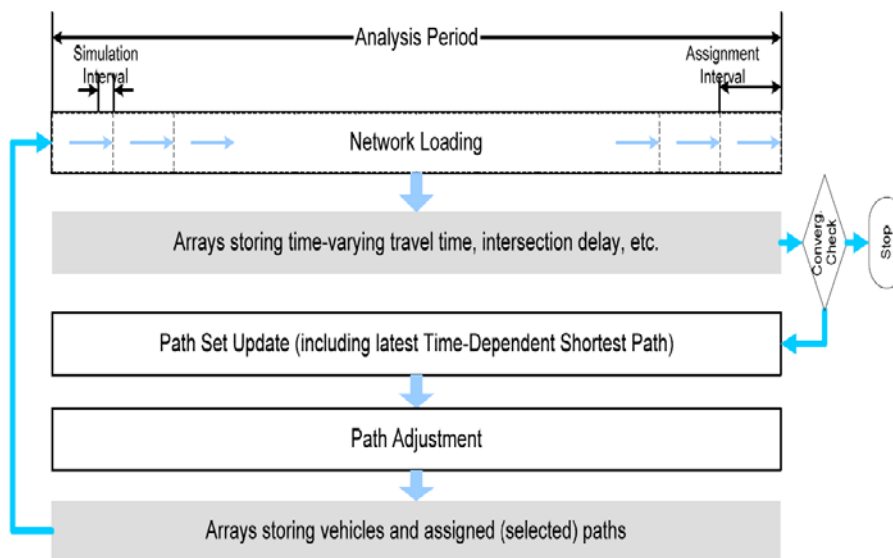 Analysis Period
Simulation
Interval
Assignment
Interval
Network Loading
Arrays storing time-varying travel time, intersection delay, etc.
Converg.
Check
Stop
Path Set Update (including latest Time-Dependent Shortest Path)
Path Adjustment
Arrays storing vehicles and assigned (selected) paths